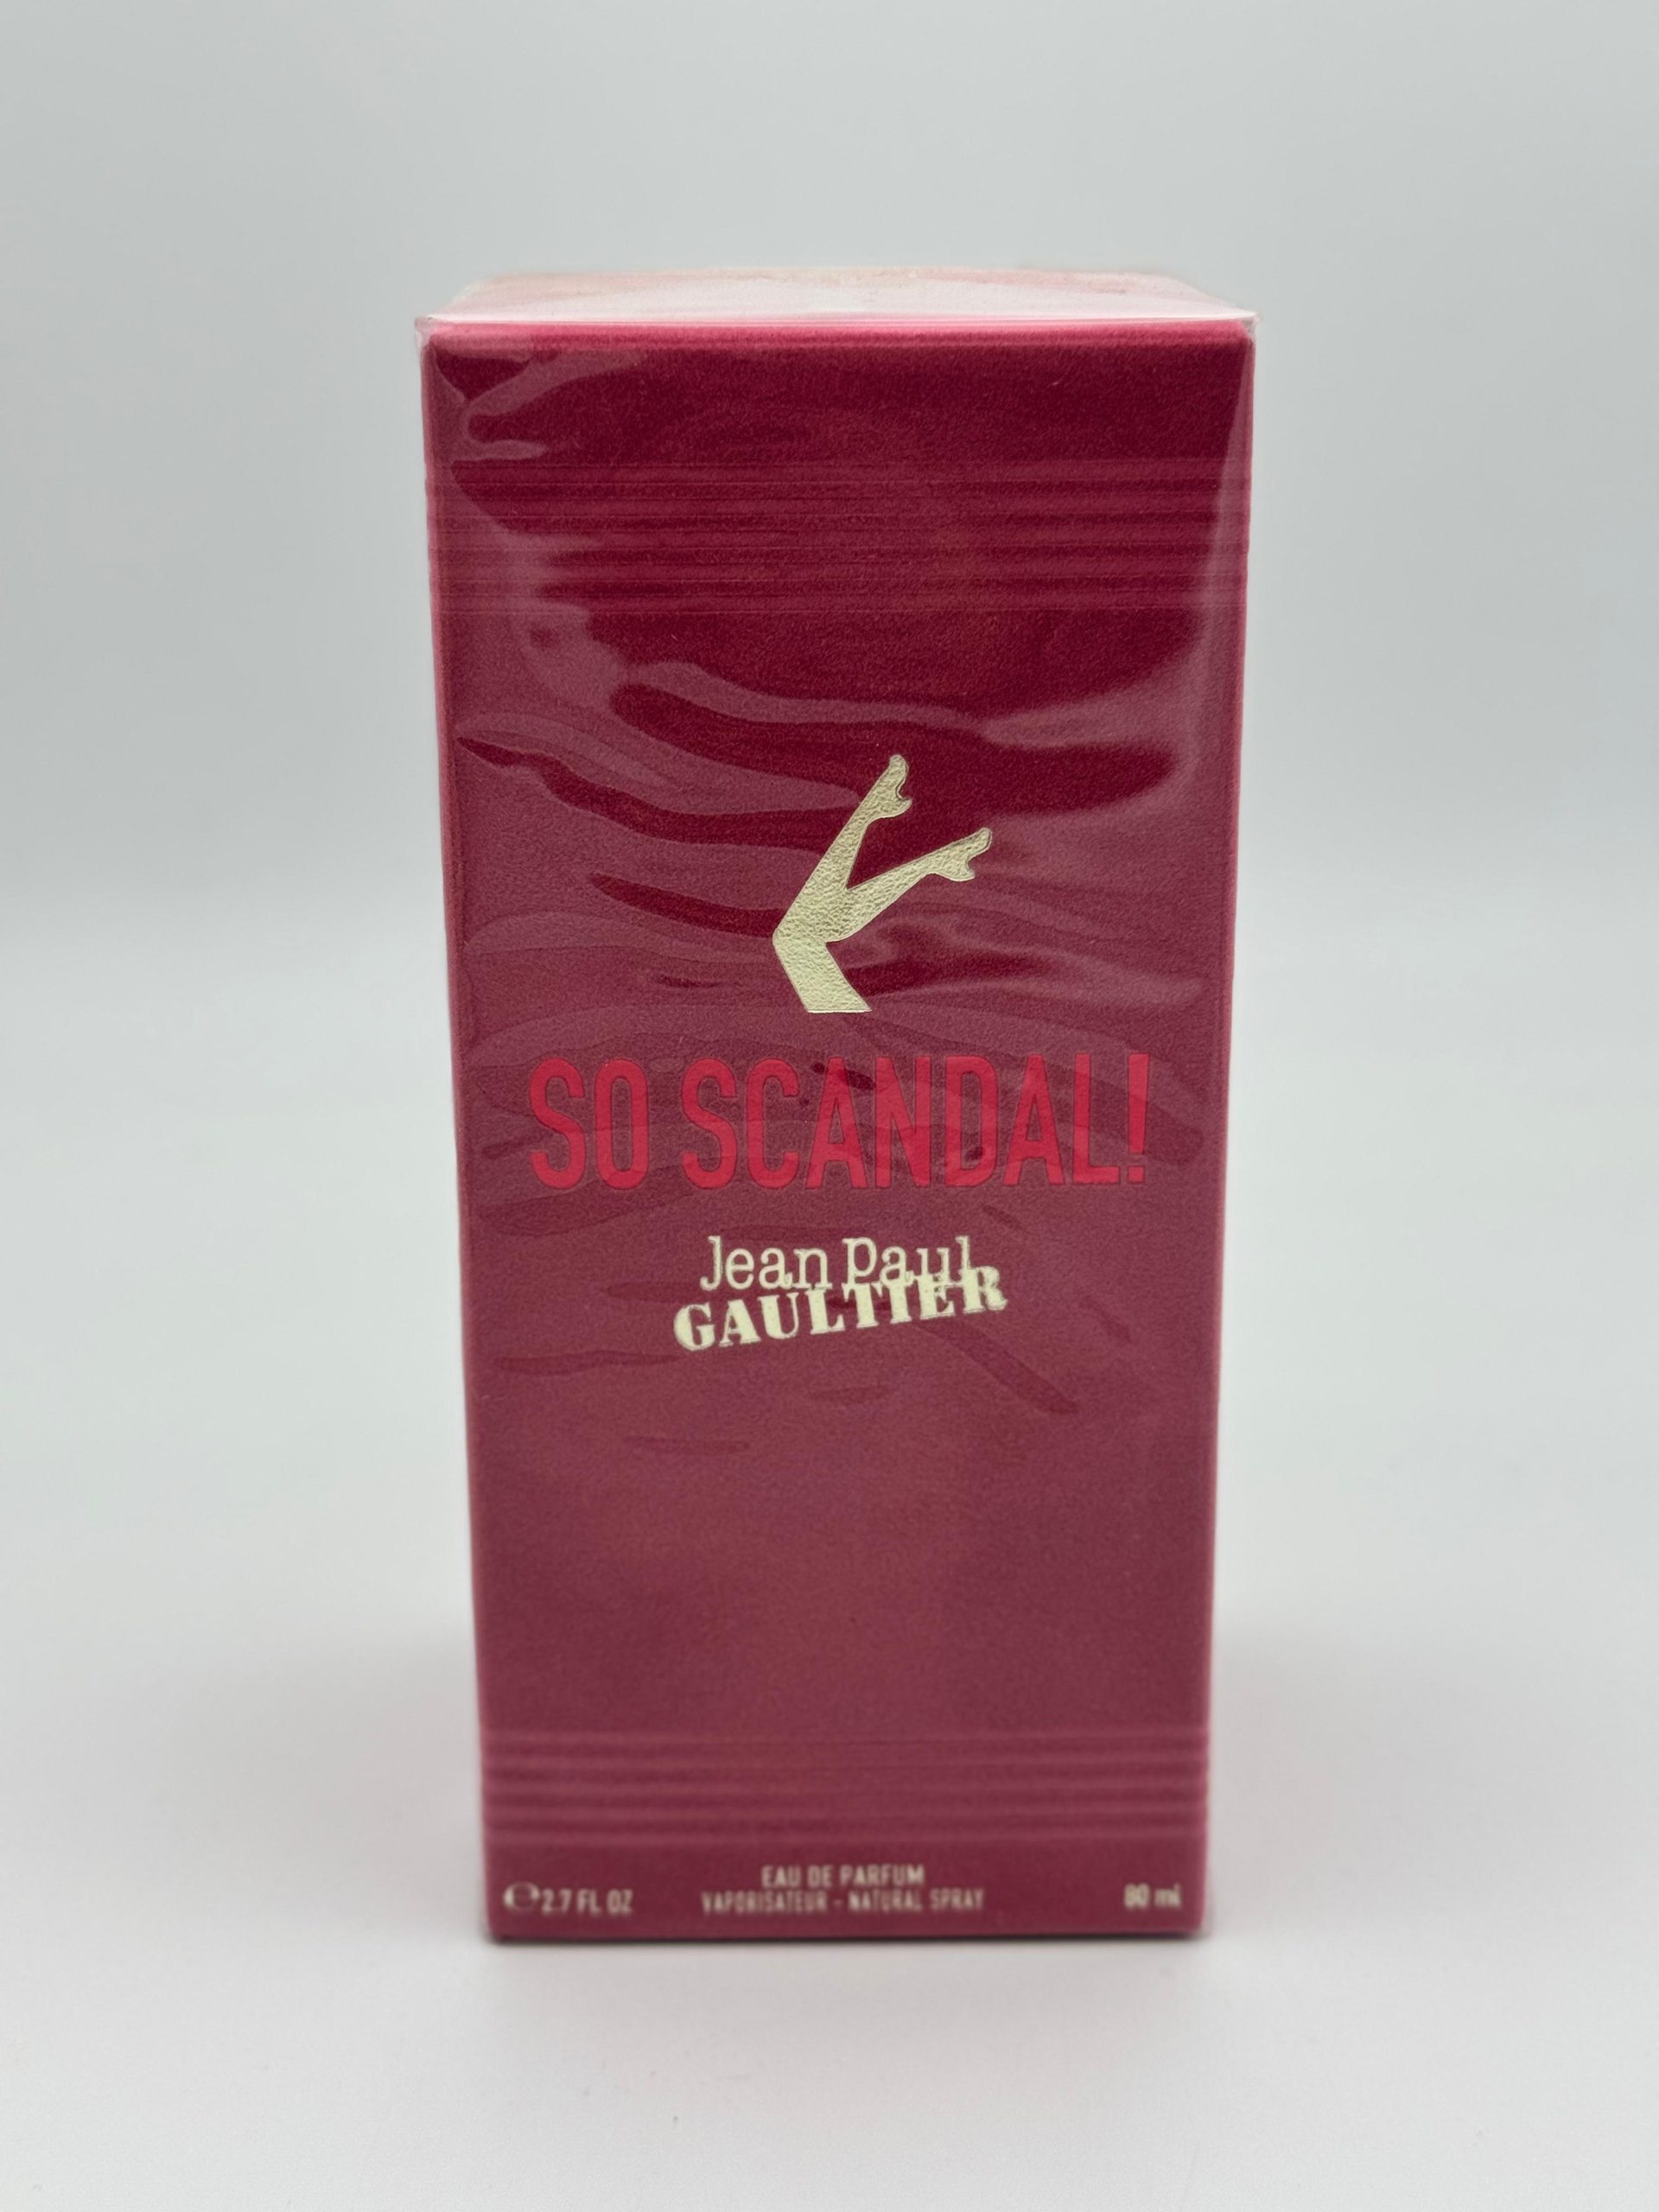 SO SCANDAL!
Jean Paul
GAULTIER
EAU DE PARFUM
℮ 2.7 FL OZ VAPORISATEUR - NATURAL SPRAY 80 ml